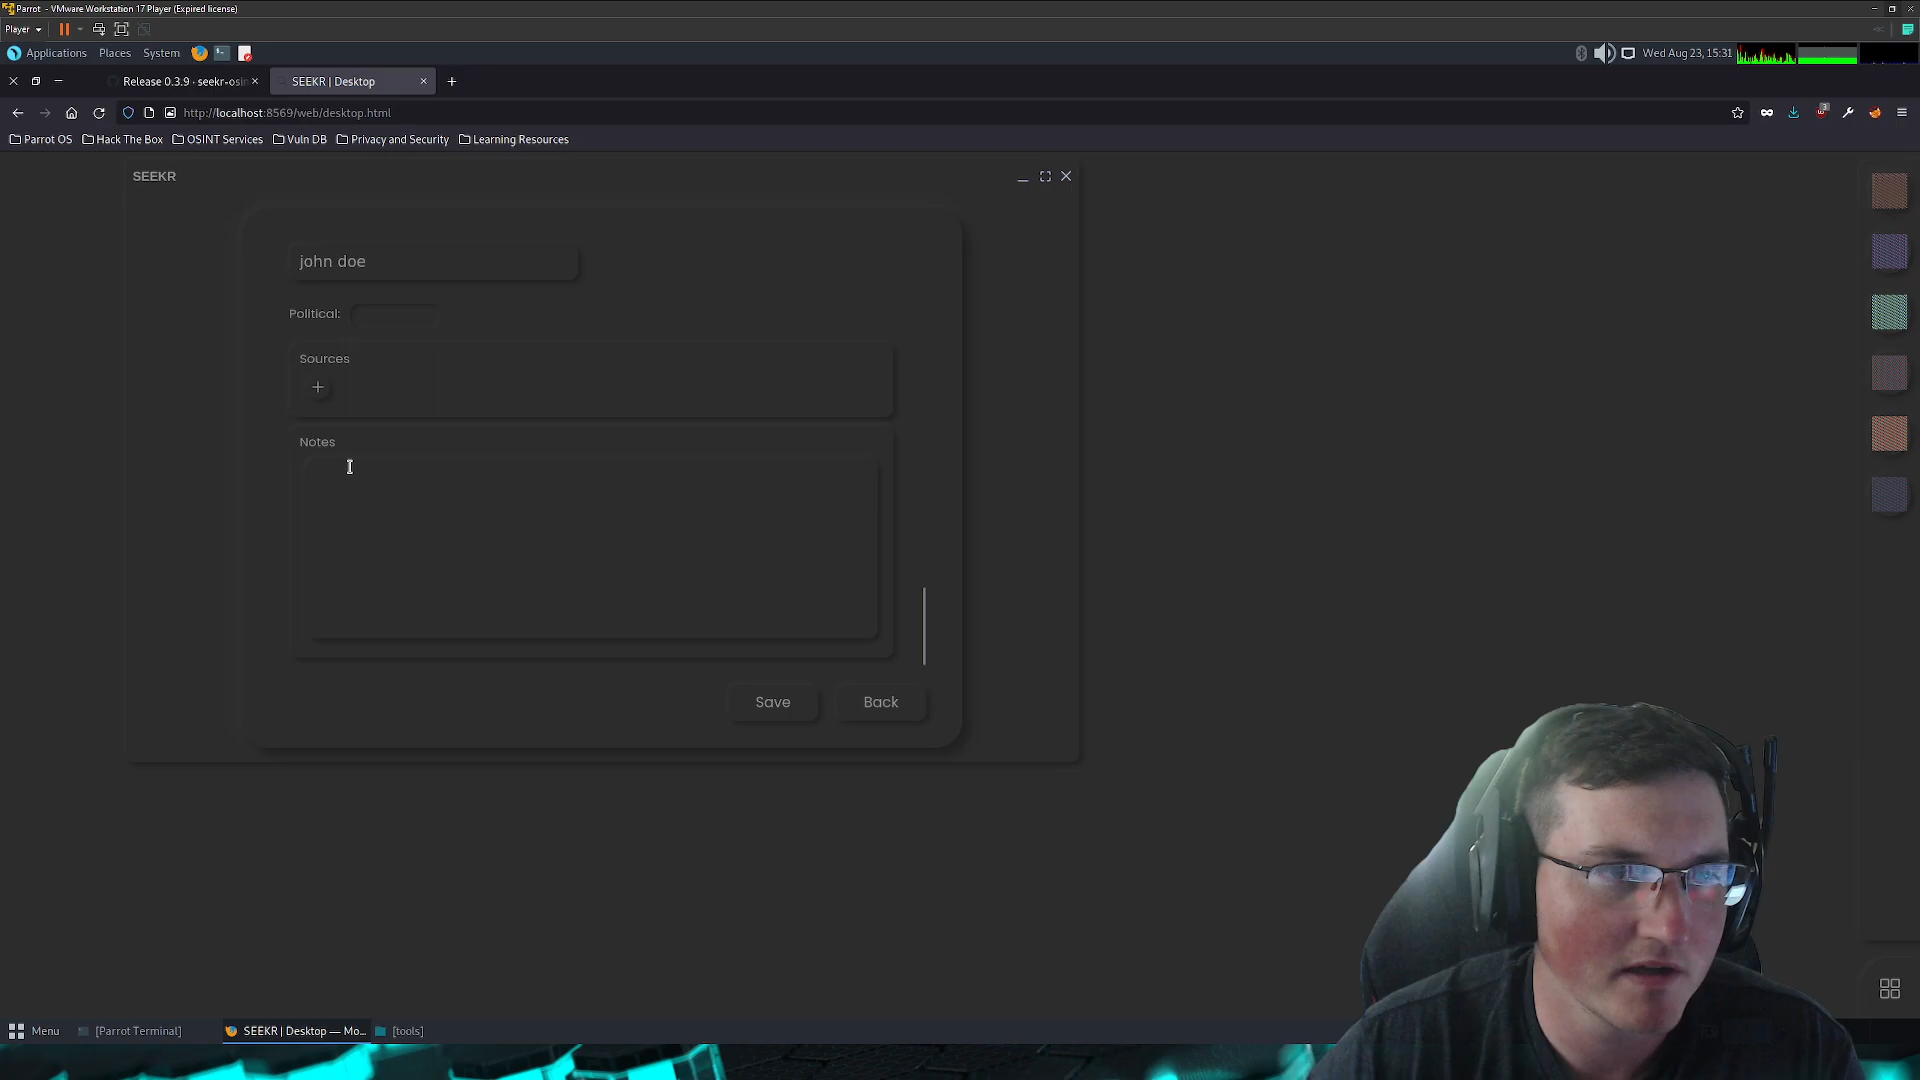 Parrot - VMware Workstation 17 Player (Expired license)
Player
Applications Places System
Wed Aug 23, 15:31
Release 0.3.9 · seekr-osin
SEEKR | Desktop
http://localhost:8569/web/desktop.html
3
Parrot OS Hack The Box OSINT Services Vuln DB Privacy and Security Learning Resources
SEEKR
john doe
Political:
Sources
+
Notes
Save Back
Menu [Parrot Terminal] SEEKR | Desktop — Mo... [tools]